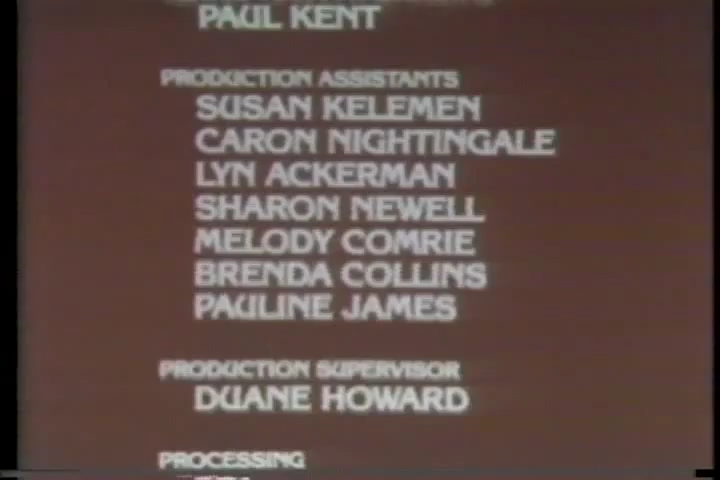 PAUL KENT
PRODUCTION ASSISTANTS
SUSAN KELEMEN
CARON NIGHTINGALE
LYN ACKERMAN
SHARON NEWELL
MELODY COMRIE
BRENDA COLLINS
PAULINE JAMES
PRODUCTION SUPERVISOR
DUANE HOWARD
PROCESSING